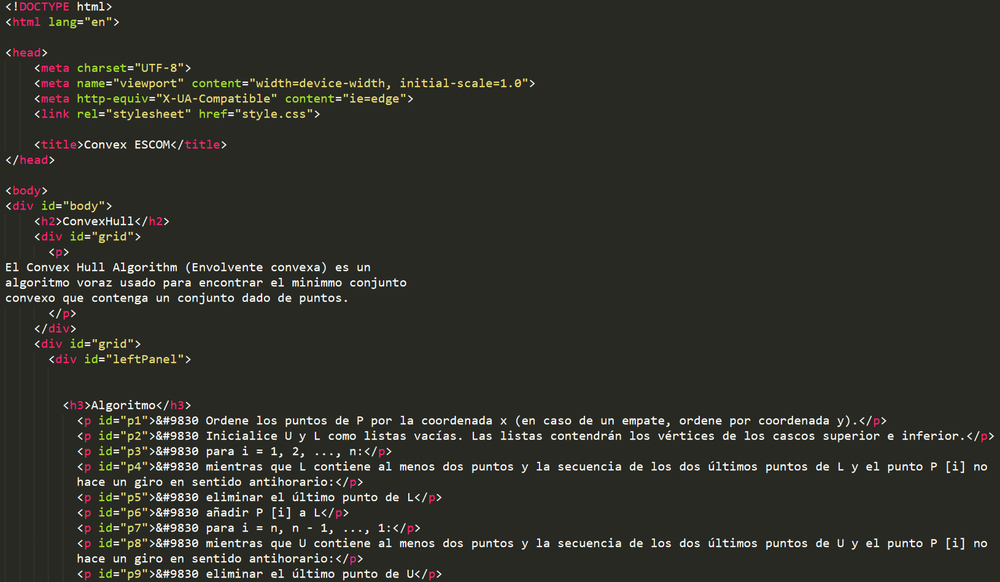 <!DOCTYPE html>
<html lang="en">
<head>
<meta charset="UTF-8">
<meta name="viewport" content="width=device-width, initial-scale=1.0">
<meta http-equiv="X-UA-Compatible" content="ie=edge">
<link rel="stylesheet" href="style.css">
<title>Convex ESCOM</title>
</head>
<body>
<div id="body">
<h2>ConvexHull</h2>
<div id="grid">
<p>
El Convex Hull Algorithm (Envolvente convexa) es un
algoritmo voraz usado para encontrar el minimmo conjunto
convexo que contenga un conjunto dado de puntos.
</p>
</div>
<div id="grid">
<div id="leftPanel">
<h3>Algoritmo</h3>
<p id="p1">&#9830 Ordene los puntos de P por la coordenada x (en caso de un empate, ordene por coordenada y).</p>
<p id="p2">&#9830 Inicialice U y L como listas vacías. Las listas contendrán los vértices de los cascos superior e inferior.</p>
<p id="p3">&#9830 para i = 1, 2, ..., n:</p>
<p id="p4">&#9830 mientras que L contiene al menos dos puntos y la secuencia de los dos últimos puntos de L y el punto P [i] no
hace un giro en sentido antihorario:</p>
<p id="p5">&#9830 eliminar el último punto de L</p>
<p id="p6">&#9830 añadir P [i] a L</p>
<p id="p7">&#9830 para i = n, n - 1, ..., 1:</p>
<p id="p8">&#9830 mientras que U contiene al menos dos puntos y la secuencia de los dos últimos puntos de U y el punto P [i] no
hace un giro en sentido antihorario:</p>
<p id="p9">&#9830 eliminar el último punto de U</p>